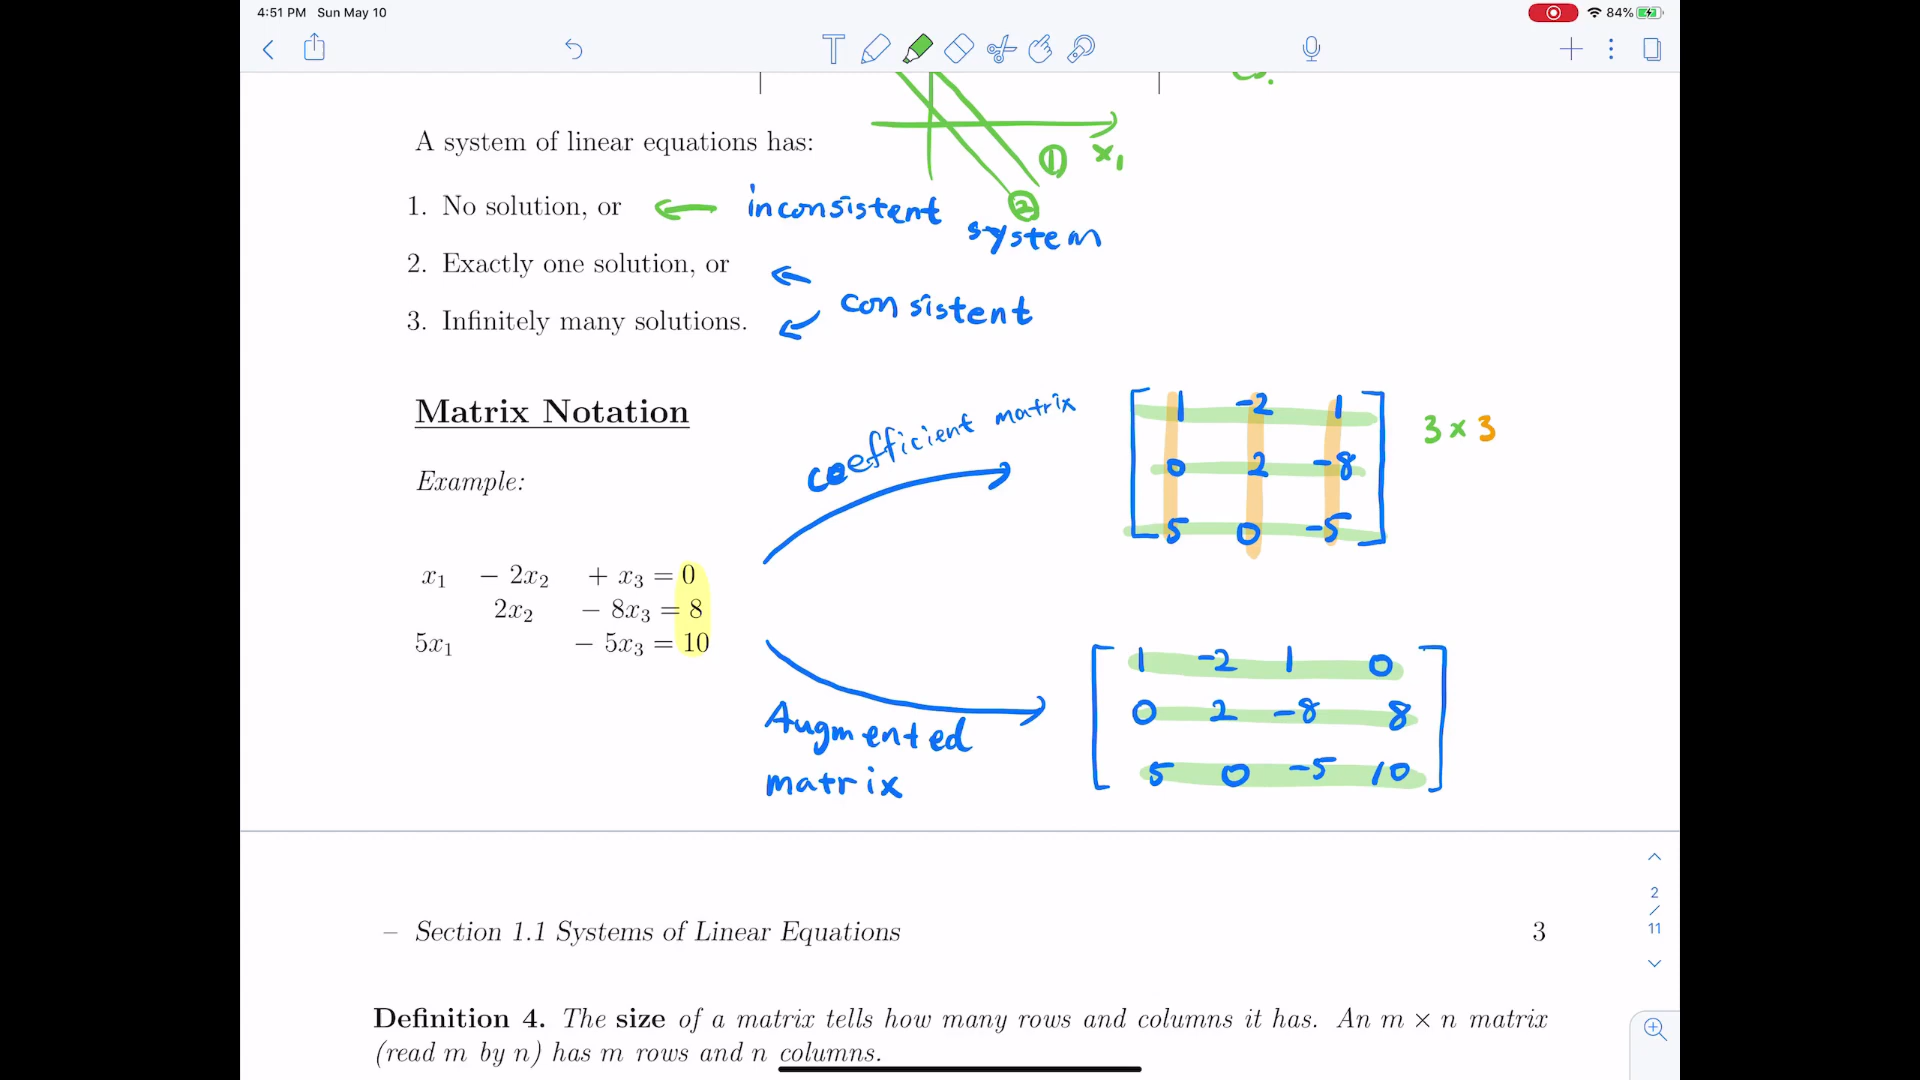 4:51 PM Sun May 10
84%
x₁
①
②
A system of linear equations has:
1. No solution, or
inconsistent
system
2. Exactly one solution, or
3. Infinitely many solutions.
consistent
Matrix Notation
coefficient matrix
1 -2 1
0 2 -8
5 0 -5
3 x 3
Example:
x₁ − 2x₂ + x₃ = 0
2x₂ − 8x₃ = 8
5x₁ − 5x₃ = 10
Augmented
matrix
1 -2 1 0
0 2 -8 8
5 0 -5 10
2
/
11
– Section 1.1 Systems of Linear Equations 3
Definition 4. The size of a matrix tells how many rows and columns it has. An m × n matrix
(read m by n) has m rows and n columns.